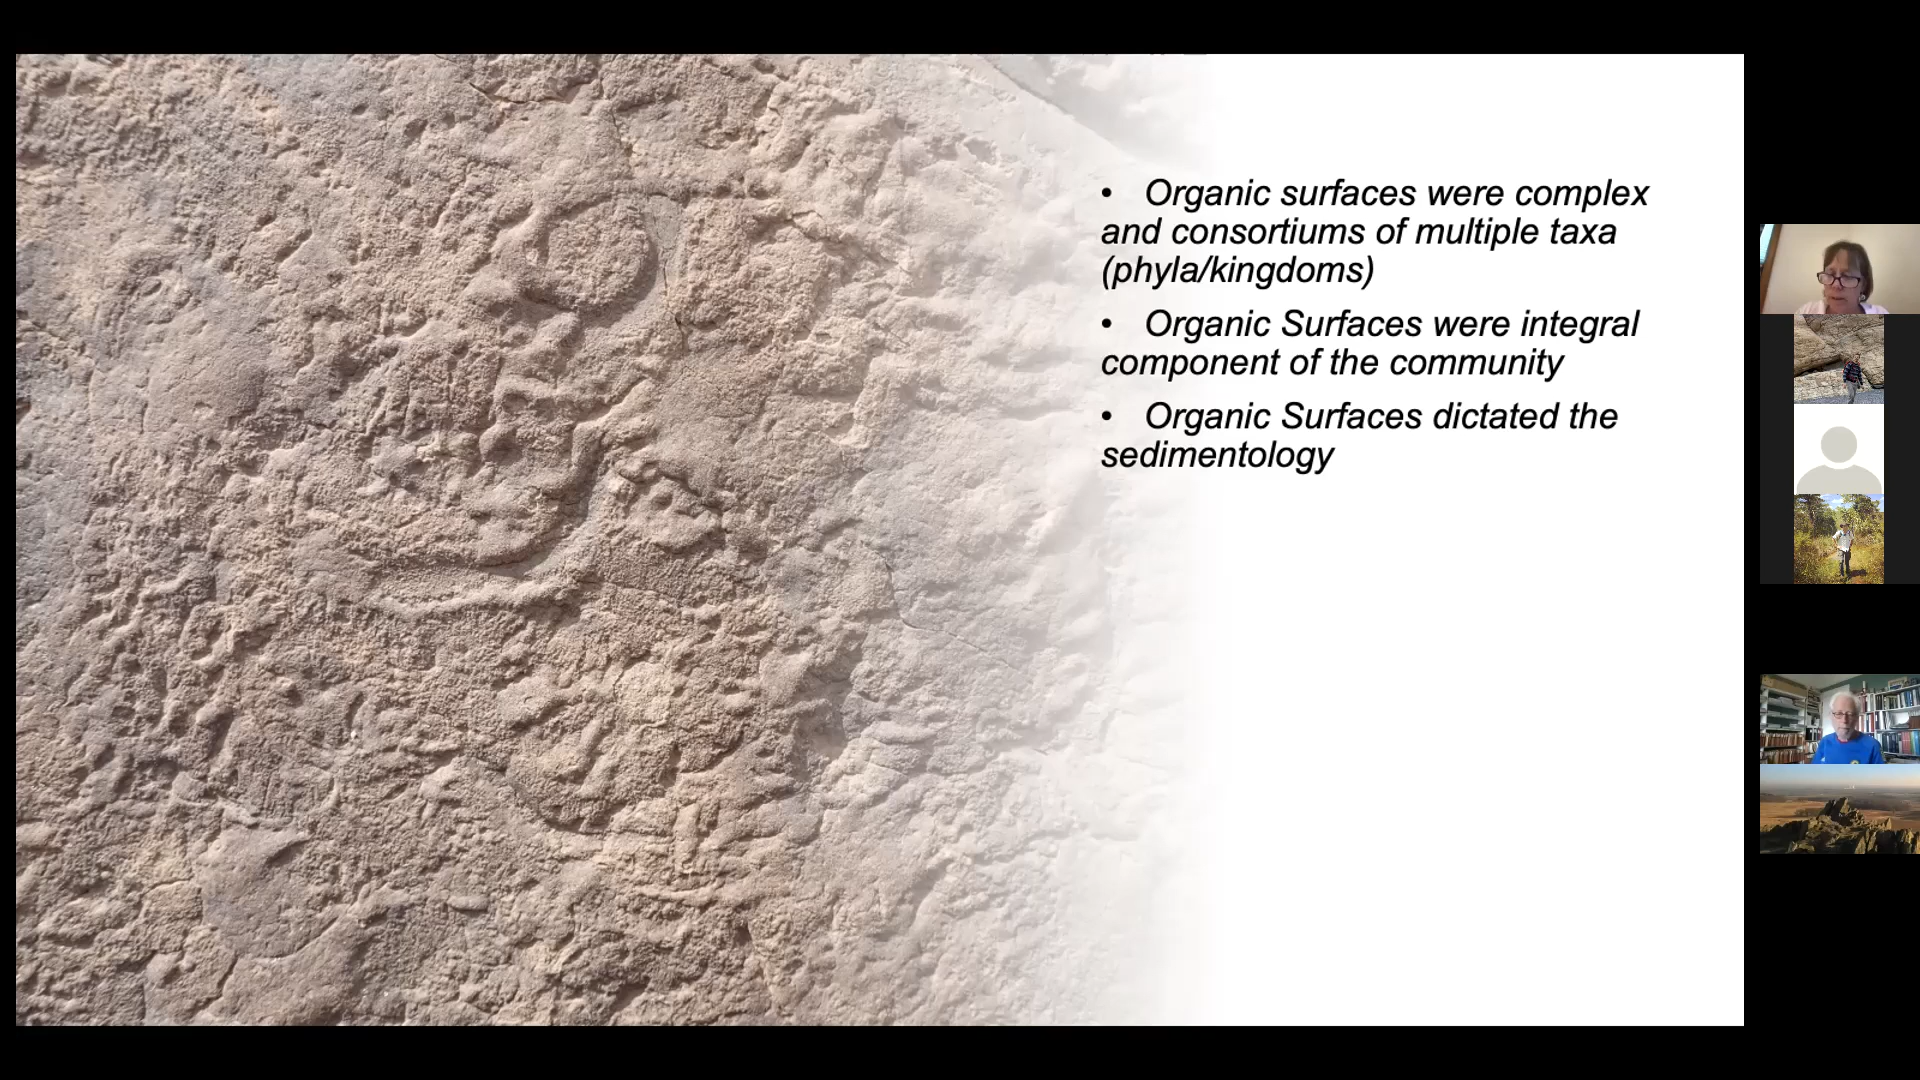 • Organic surfaces were complex
and consortiums of multiple taxa
(phyla/kingdoms)
• Organic Surfaces were integral
component of the community
• Organic Surfaces dictated the
sedimentology